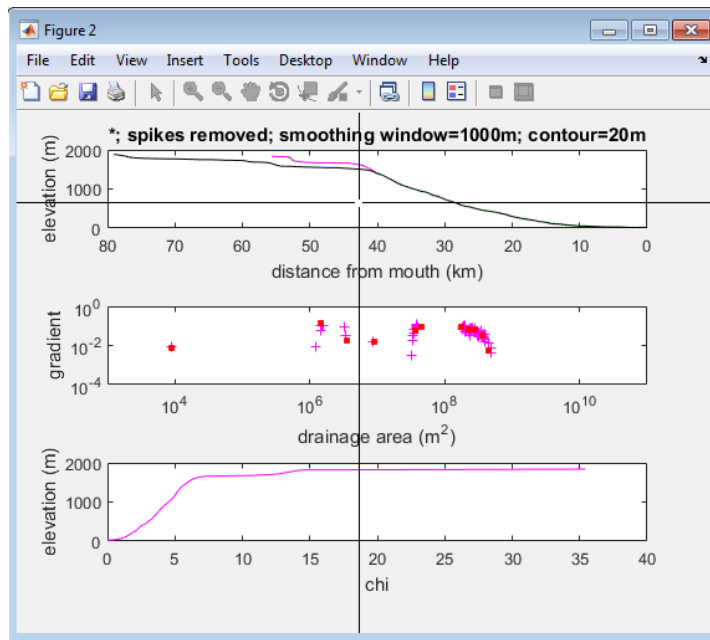 Figure 2
File Edit View Insert Tools Desktop Window Help
*; spikes removed; smoothing window=1000m; contour=20m
elevation (m)
2000
1000
0
80 70 60 50 40 30 20 10 0
distance from mouth (km)
gradient
10^0
10^-2
10^-4
10^4 10^6 10^8 10^10
drainage area (m^2)
elevation (m)
2000
1000
0
0 5 10 15 20 25 30 35 40
chi